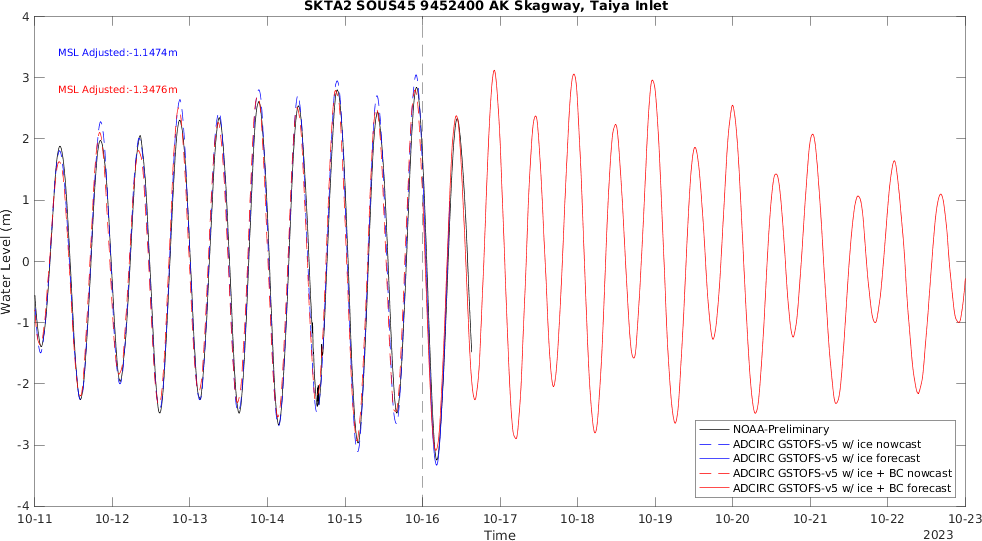 SKTA2 SOUS45 9452400 AK Skagway, Taiya Inlet
4
MSL Adjusted:-1.1474m
3
MSL Adjusted:-1.3476m
2
1
0
-1
-2
-3
-4
Water Level (m)
NOAA-Preliminary
ADCIRC GSTOFS-v5 w/ ice nowcast
ADCIRC GSTOFS-v5 w/ ice forecast
ADCIRC GSTOFS-v5 w/ ice + BC nowcast
ADCIRC GSTOFS-v5 w/ ice + BC forecast
10-11 10-12 10-13 10-14 10-15 10-16 10-17 10-18 10-19 10-20 10-21 10-22 10-23
Time
2023